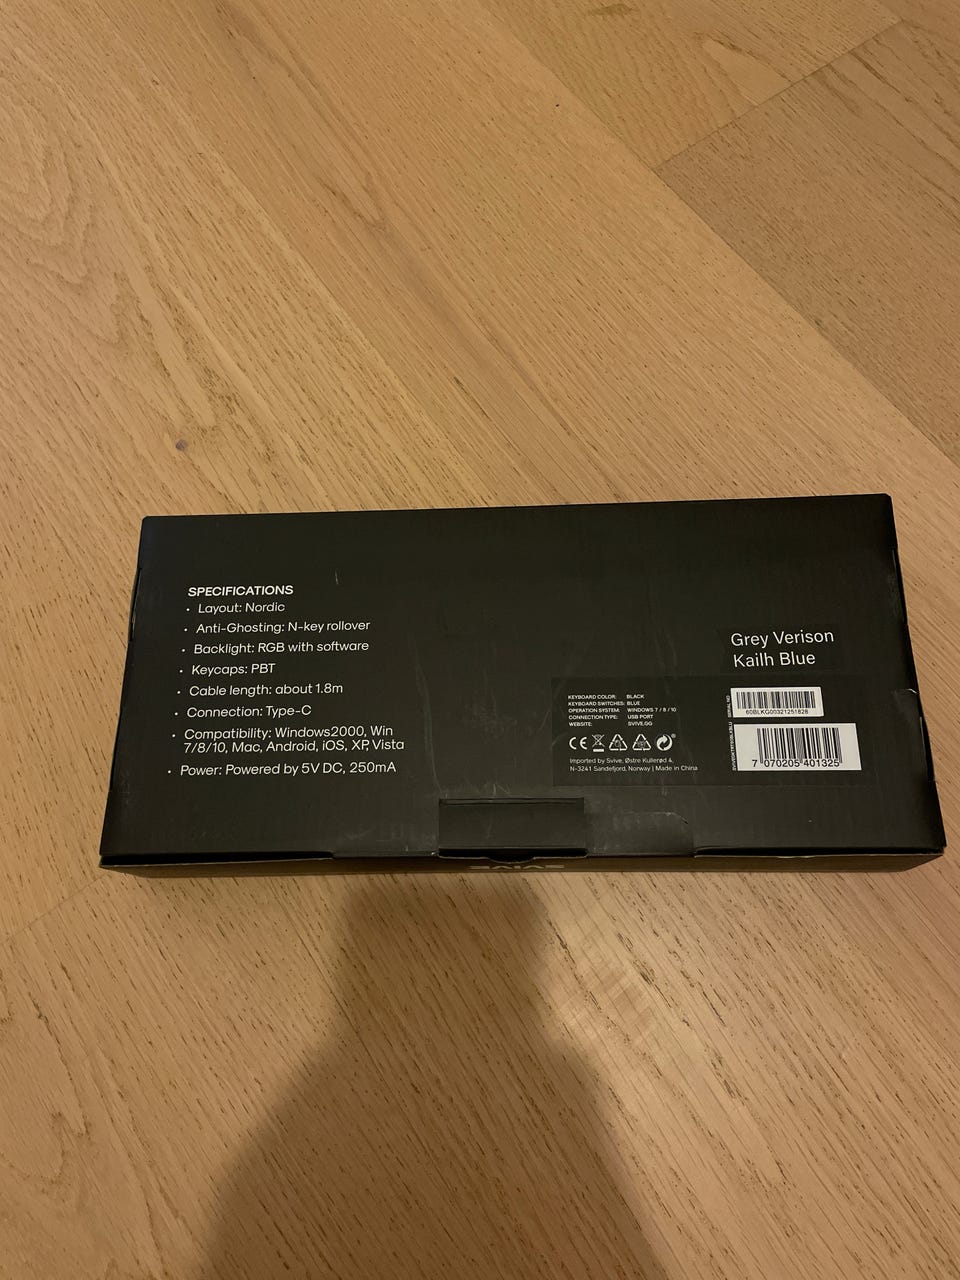 SPECIFICATIONS
• Layout: Nordic
• Anti-Ghosting: N-key rollover
• Backlight: RGB with software
• Keycaps: PBT
• Cable length: about 1.8m
• Connection: Type-C
• Compatibility: Windows2000, Win
7/8/10, Mac, Android, iOS, XP, Vista
• Power: Powered by 5V DC, 250mA
Grey Verison
Kailh Blue
KEYBOARD COLOR: BLACK
KEYBOARD SWITCHES: BLUE
OPERATION SYSTEM: WINDOWS 7 / 8 / 10
CONNECTION TYPE: USB PORT
WEBSITE: SVIVE.GG
CE
Imported by Svive, Østre Kullerød 4,
N-3241 Sandefjord, Norway | Made in China
SERIAL NO
60BLKG00321251828
7 070205 401325